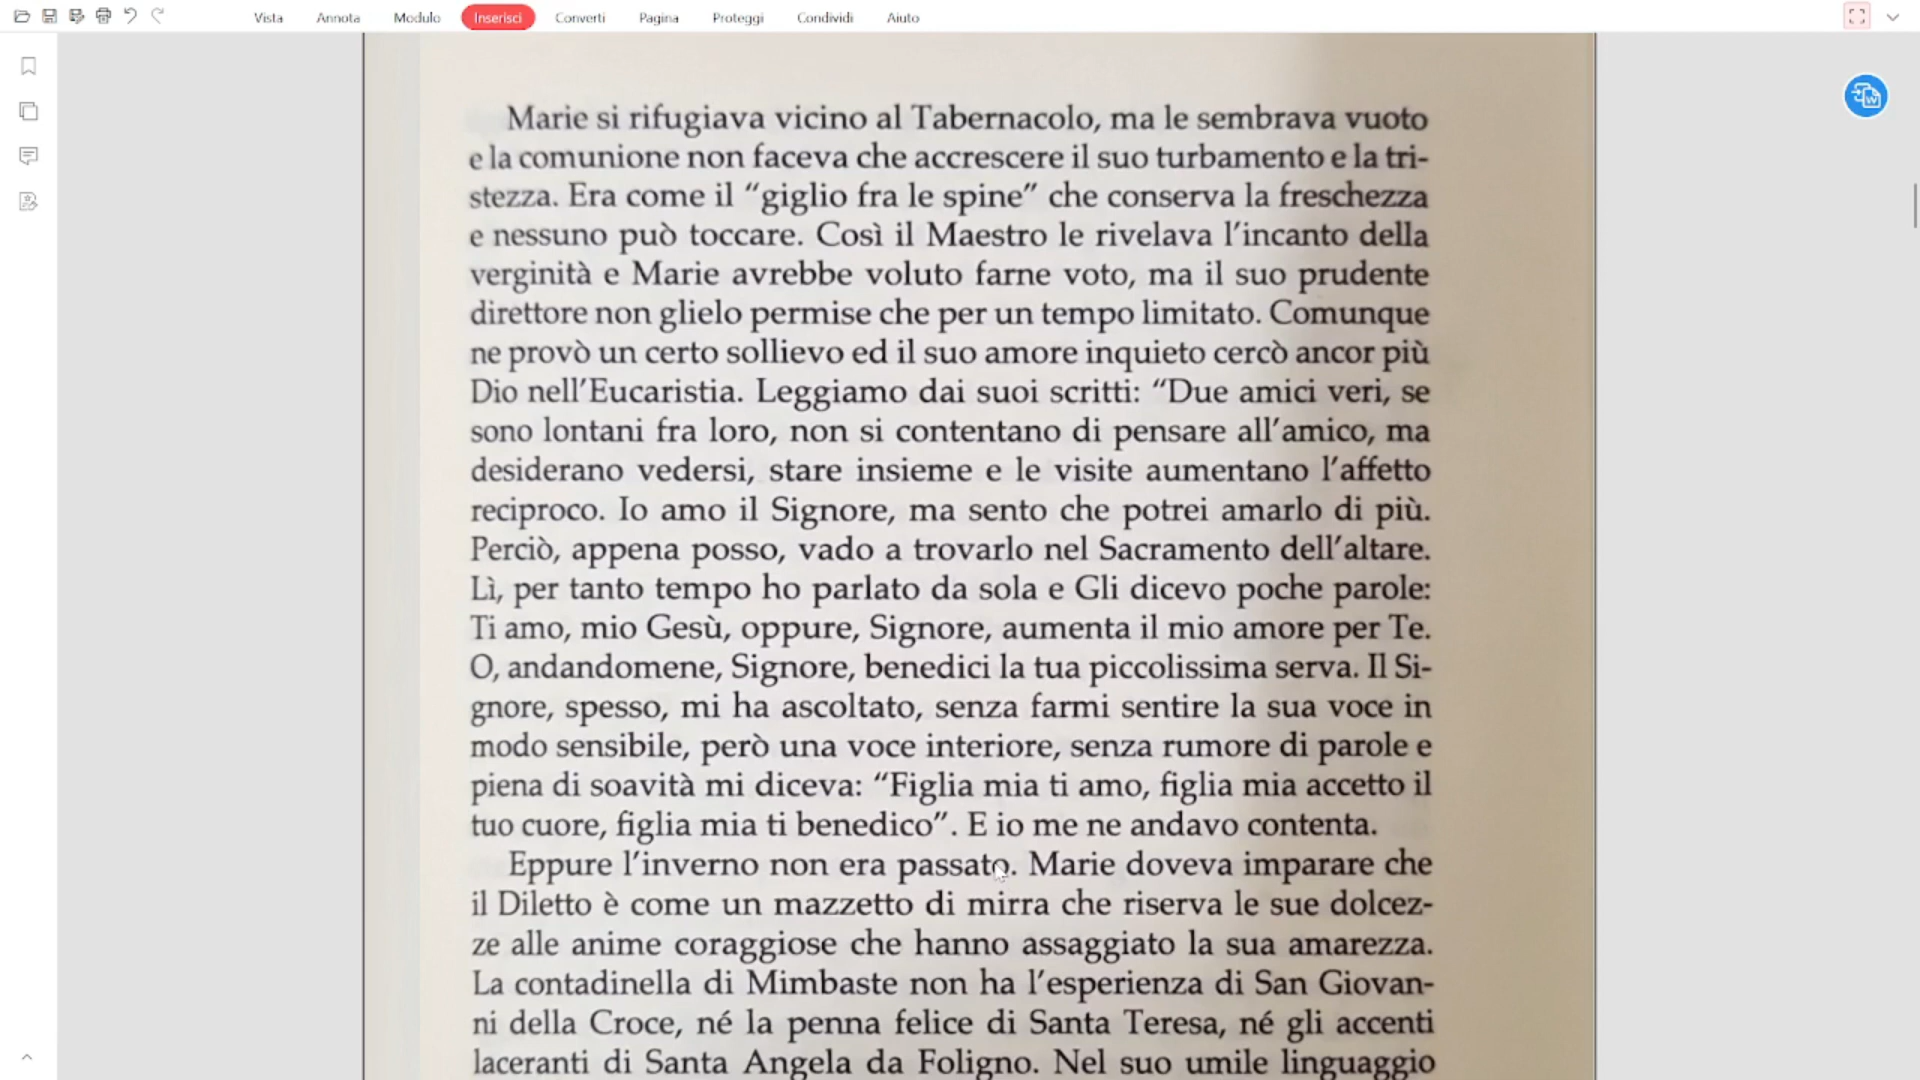 Vista Annota Modulo Inserisci Converti Pagina Proteggi Condividi Aiuto
Marie si rifugiava vicino al Tabernacolo, ma le sembrava vuoto
e la comunione non faceva che accrescere il suo turbamento e la tri-
stezza. Era come il “giglio fra le spine” che conserva la freschezza
e nessuno può toccare. Così il Maestro le rivelava l’incanto della
verginità e Marie avrebbe voluto farne voto, ma il suo prudente
direttore non glielo permise che per un tempo limitato. Comunque
ne provò un certo sollievo ed il suo amore inquieto cercò ancor più
Dio nell’Eucaristia. Leggiamo dai suoi scritti: “Due amici veri, se
sono lontani fra loro, non si contentano di pensare all’amico, ma
desiderano vedersi, stare insieme e le visite aumentano l’affetto
reciproco. Io amo il Signore, ma sento che potrei amarlo di più.
Perciò, appena posso, vado a trovarlo nel Sacramento dell’altare.
Lì, per tanto tempo ho parlato da sola e Gli dicevo poche parole:
Ti amo, mio Gesù, oppure, Signore, aumenta il mio amore per Te.
O, andandomene, Signore, benedici la tua piccolissima serva. Il Si-
gnore, spesso, mi ha ascoltato, senza farmi sentire la sua voce in
modo sensibile, però una voce interiore, senza rumore di parole e
piena di soavità mi diceva: “Figlia mia ti amo, figlia mia accetto il
tuo cuore, figlia mia ti benedico”. E io me ne andavo contenta.
Eppure l’inverno non era passato. Marie doveva imparare che
il Diletto è come un mazzetto di mirra che riserva le sue dolcez-
ze alle anime coraggiose che hanno assaggiato la sua amarezza.
La contadinella di Mimbaste non ha l’esperienza di San Giovan-
ni della Croce, né la penna felice di Santa Teresa, né gli accenti
laceranti di Santa Angela da Foligno. Nel suo umile linguaggio